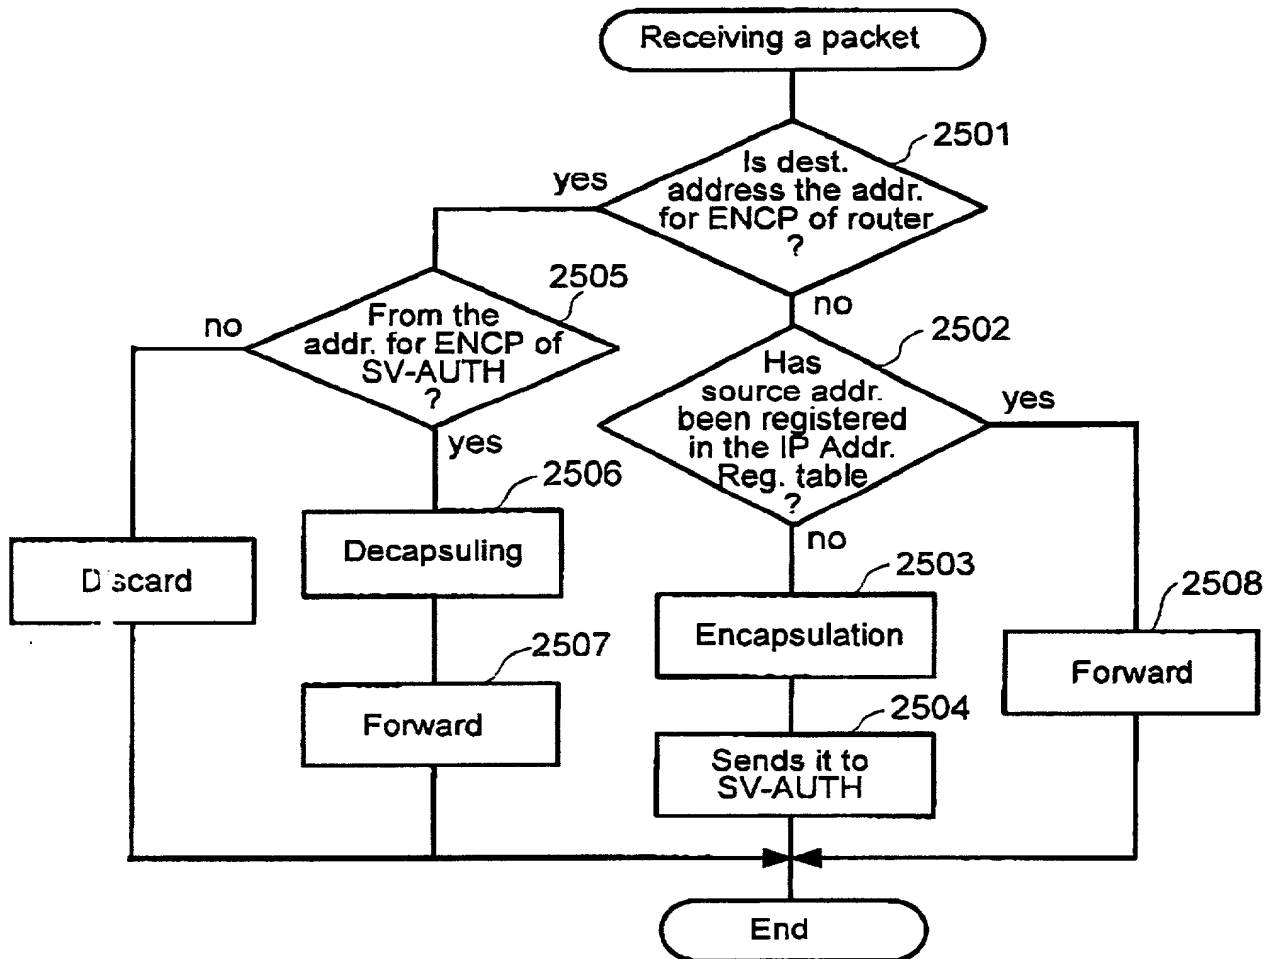 Receiving a packet
2501
Is dest.
address the addr.
for ENCP of router
?
yes
no
2505
From the
addr. for ENCP of
SV-AUTH
?
no
yes
2502
Has
source addr.
been registered
in the IP Addr.
Reg. table
?
yes
no
Discard
2506
Decapsuling
2507
Forward
2503
Encapsulation
2504
Sends it to
SV-AUTH
2508
Forward
End